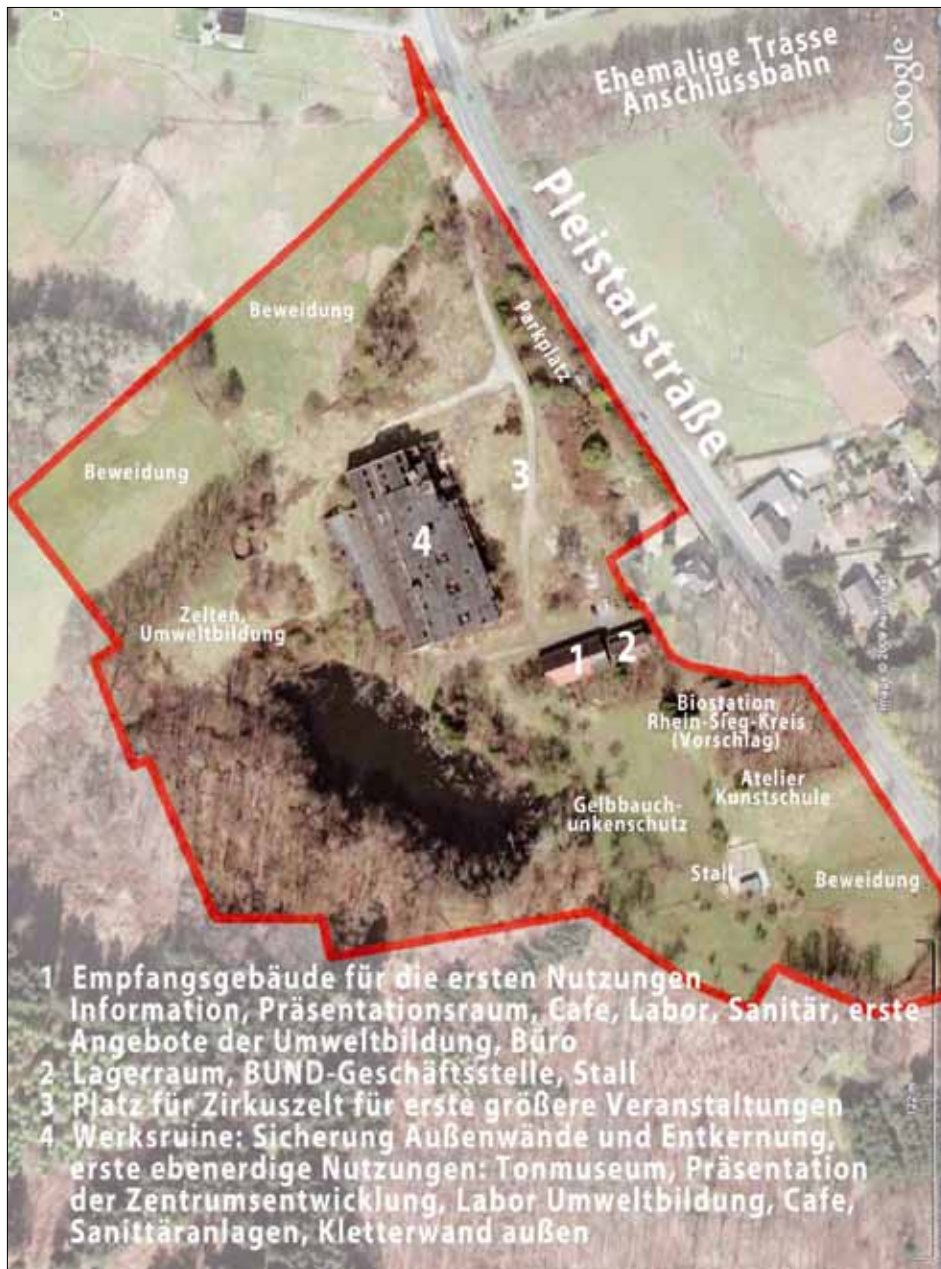 Ehemalige Trasse
Anschlussbahn
Google
Pleistalstraße
Beweidung
Parkplatz
Beweidung
3
4
Zelten,
Umweltbildung
1
2
Biostation
Rhein-Sieg-Kreis
(Vorschlag)
Atelier
Kunstschule
Gelbbauch-
unkenschutz
Stall
Beweidung
1 Empfangsgebäude für die ersten Nutzungen
Information, Präsentationsraum, Cafe, Labor, Sanitär, erste
Angebote der Umweltbildung, Büro
2 Lagerraum, BUND-Geschäftsstelle, Stall
3 Platz für Zirkuszelt für erste größere Veranstaltungen
4 Werksruine: Sicherung Außenwände und Entkernung,
erste ebenerdige Nutzungen: Tonmuseum, Präsentation
der Zentrumsentwicklung, Labor Umweltbildung, Cafe,
Sanittäranlagen, Kletterwand außen